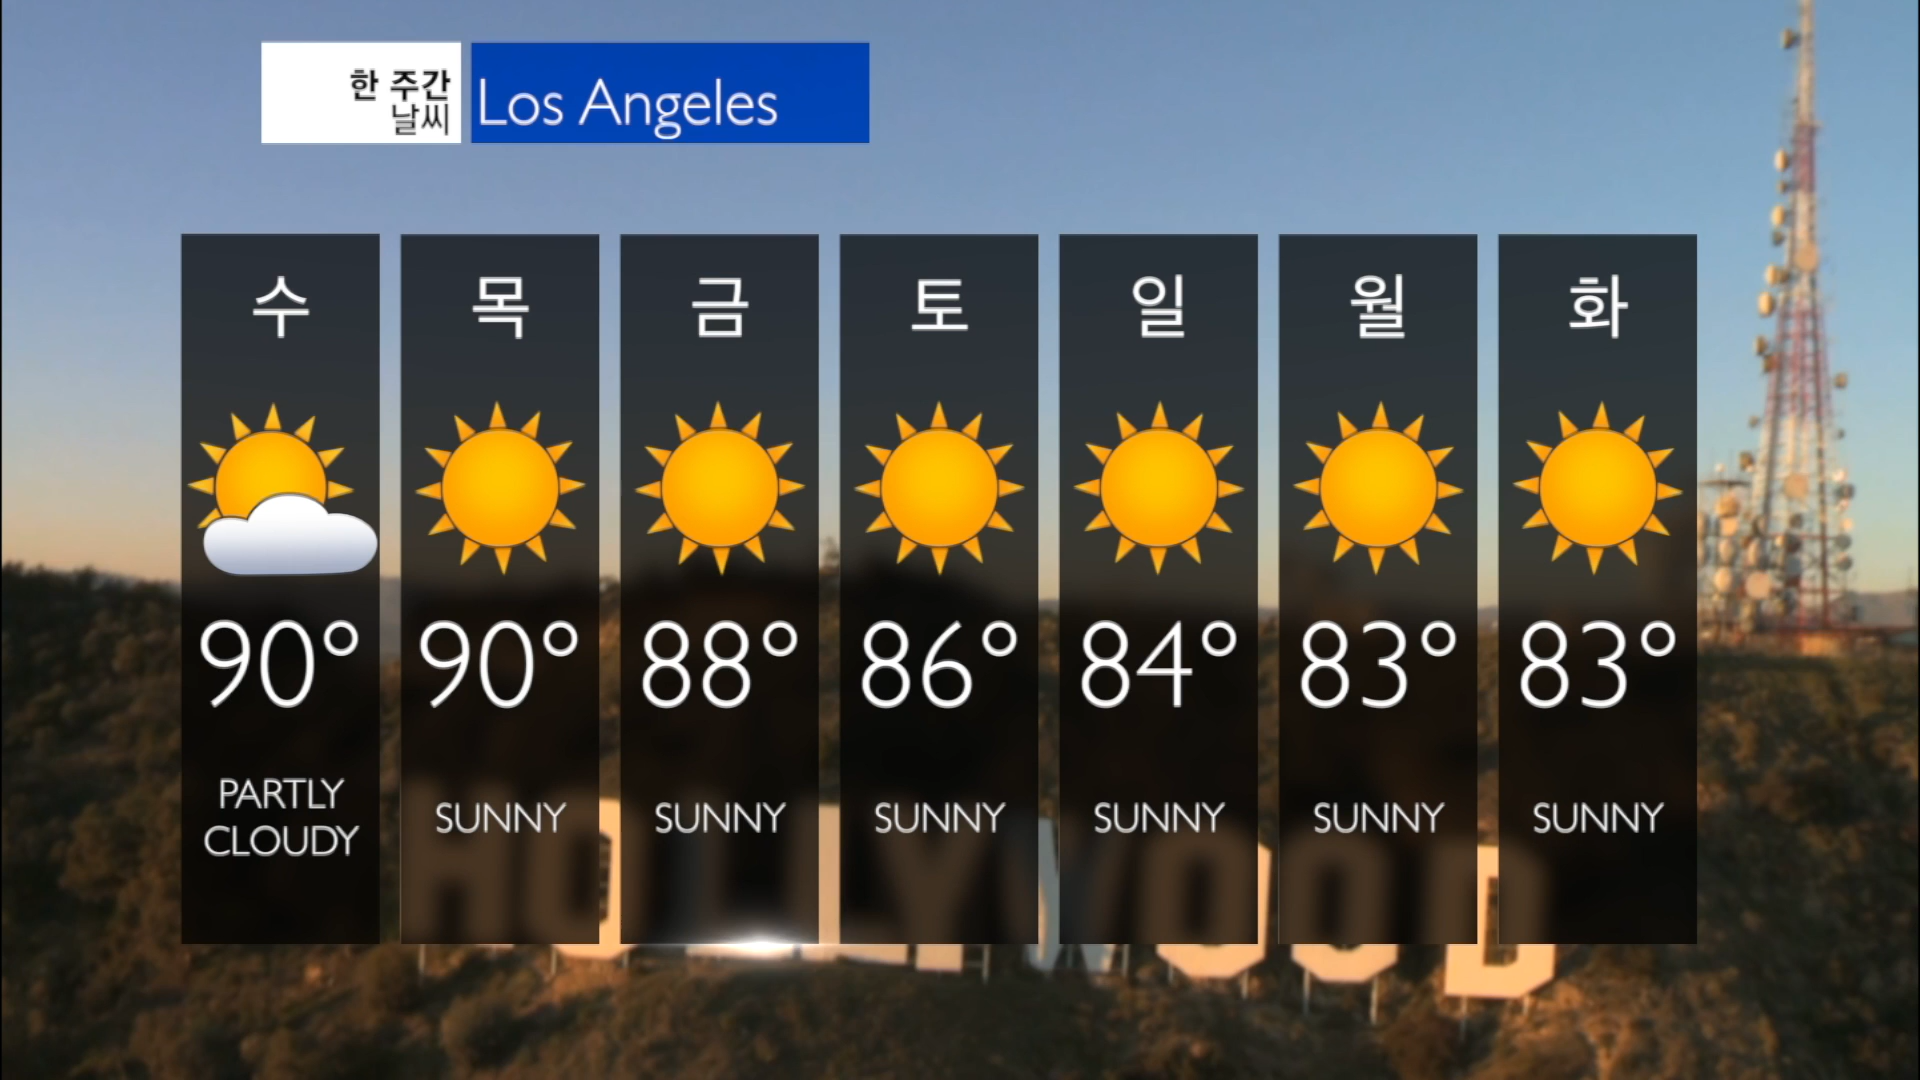 한 주간
날씨
Los Angeles
수 목 금 토 일 월 화
90° 90° 88° 86° 84° 83° 83°
PARTLY
CLOUDY
SUNNY SUNNY SUNNY SUNNY SUNNY SUNNY
HOLLYWOOD